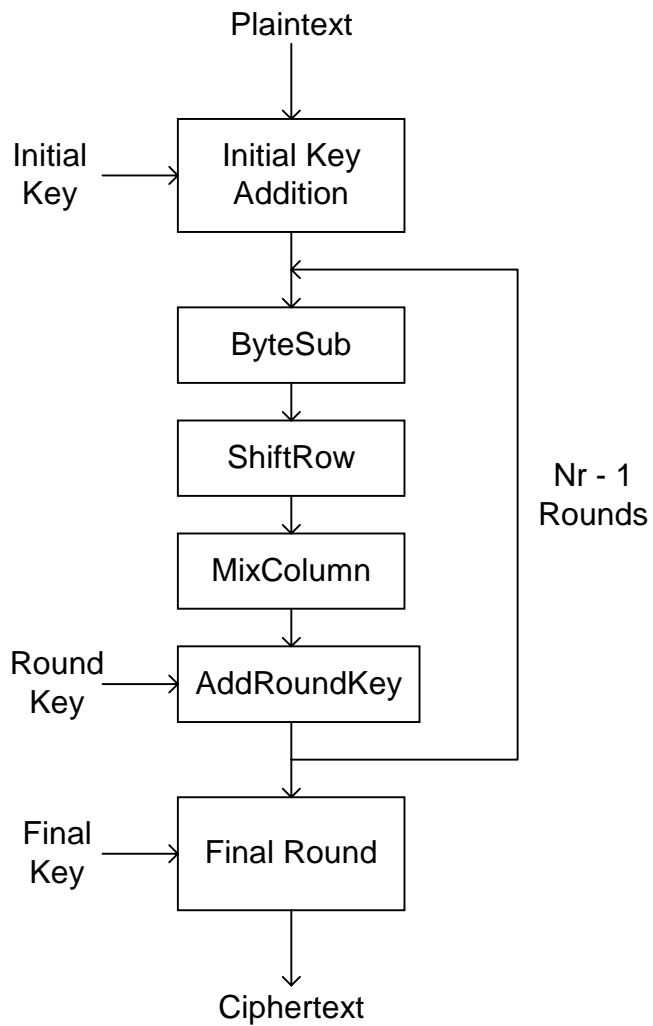 Plaintext
Initial
Key
Initial Key
Addition
ByteSub
ShiftRow
Nr - 1
Rounds
MixColumn
Round
Key
AddRoundKey
Final
Key
Final Round
Ciphertext